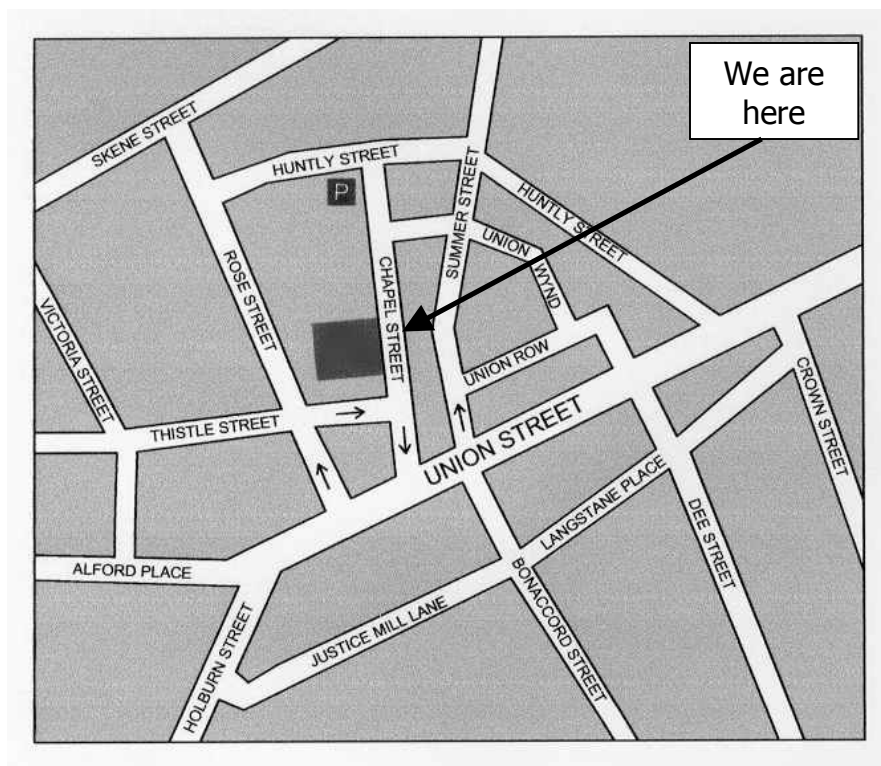 We are
here
SKENE STREET
HUNTLY STREET
P
SUMMER STREET
HUNTLY STREET
UNION
WYND
ROSE STREET
CHAPEL STREET
VICTORIA STREET
UNION ROW
CROWN STREET
THISTLE STREET
UNION STREET
LANGSTANE PLACE
DEE STREET
ALFORD PLACE
BONACCORD STREET
JUSTICE MILL LANE
HOLBURN STREET